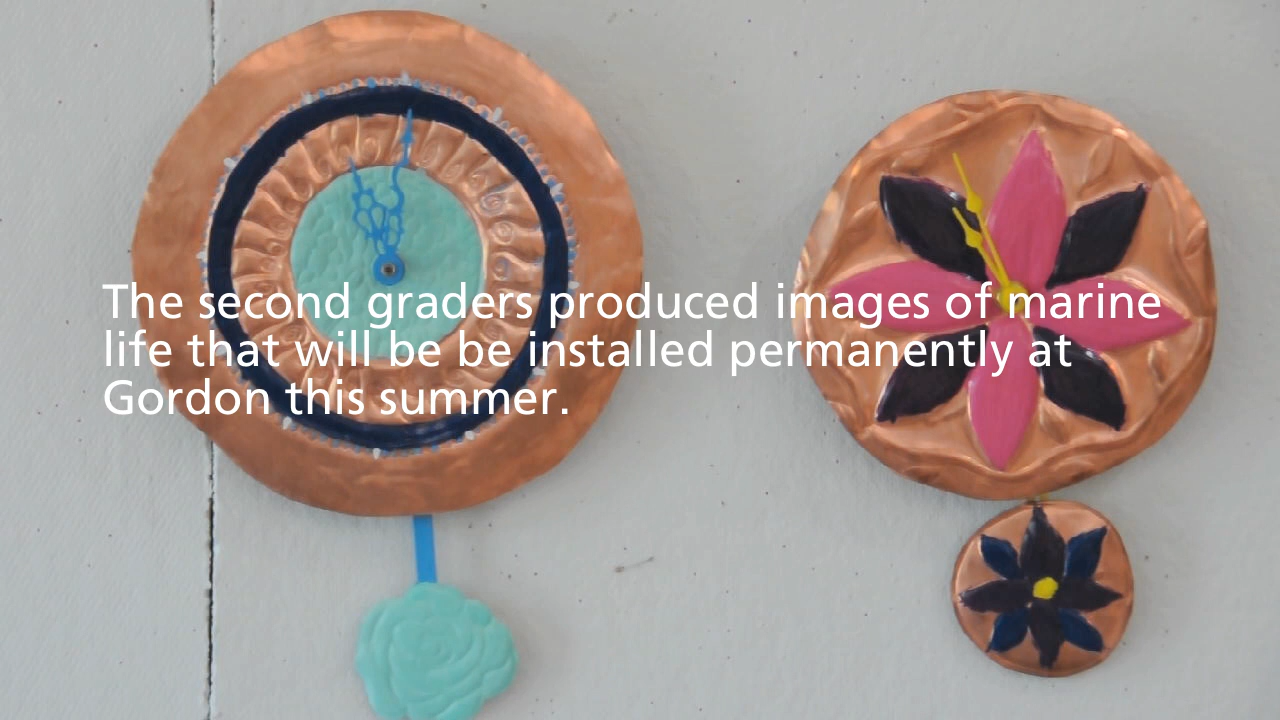 The second graders produced images of marine
life that will be be installed permanently at
Gordon this summer.